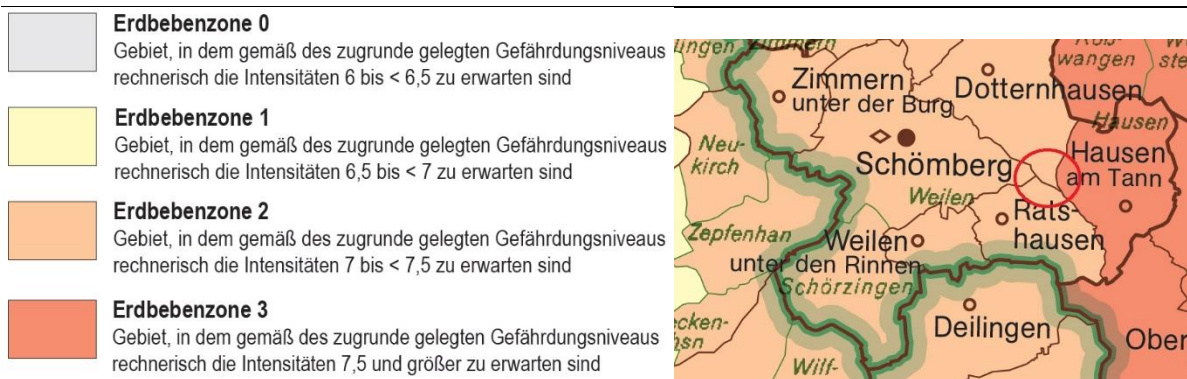 Erdbebenzone 0
Gebiet, in dem gemäß des zugrunde gelegten Gefährdungsniveaus
rechnerisch die Intensitäten 6 bis < 6,5 zu erwarten sind
Erdbebenzone 1
Gebiet, in dem gemäß des zugrunde gelegten Gefährdungsniveaus
rechnerisch die Intensitäten 6,5 bis < 7 zu erwarten sind
Erdbebenzone 2
Gebiet, in dem gemäß des zugrunde gelegten Gefährdungsniveaus
rechnerisch die Intensitäten 7 bis < 7,5 zu erwarten sind
Erdbebenzone 3
Gebiet, in dem gemäß des zugrunde gelegten Gefährdungsniveaus
rechnerisch die Intensitäten 7,5 und größer zu erwarten sind
Zimmern
wangen
Zimmern
unter der Burg
Dotternhausen
Hausen
Neu-
kirch
Schömberg
Hausen
am Tann
Weilen
Rats-
hausen
Zepfenhan
Weilen
unter den Rinnen
Schörzingen
Deilingen
Ober
Wilf-